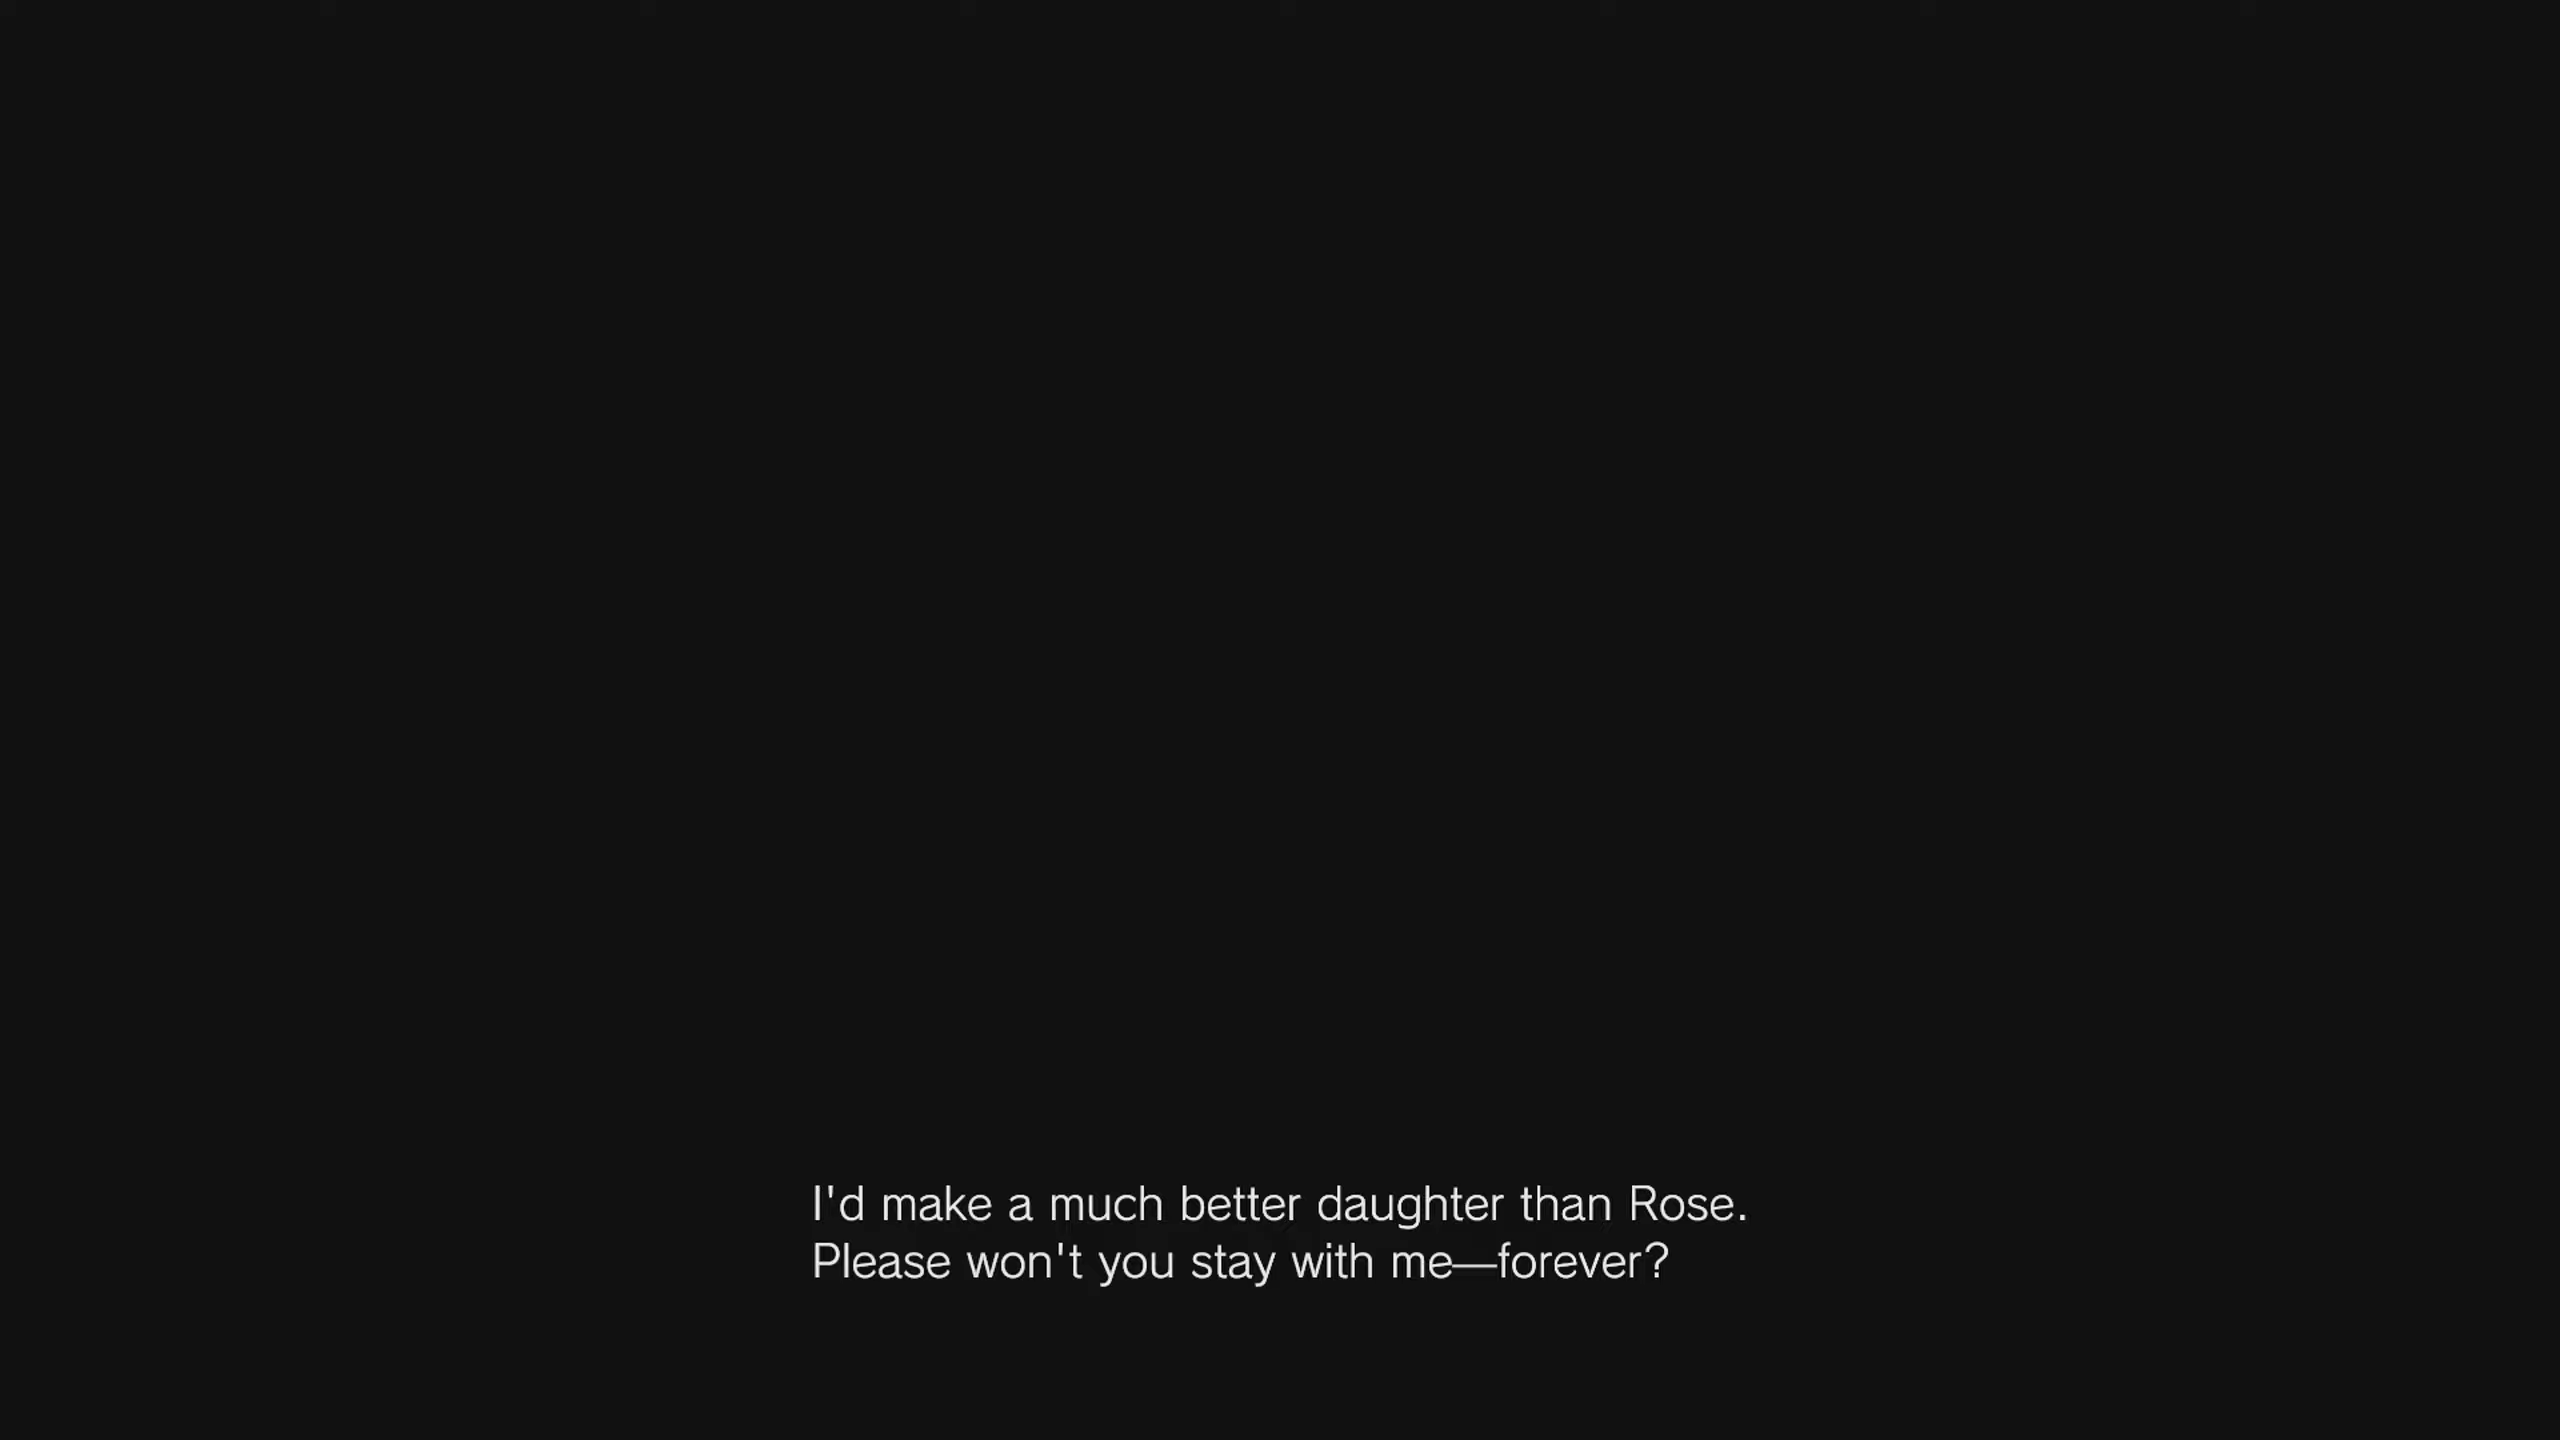 I'd make a much better daughter than Rose.
Please won't you stay with me—forever?